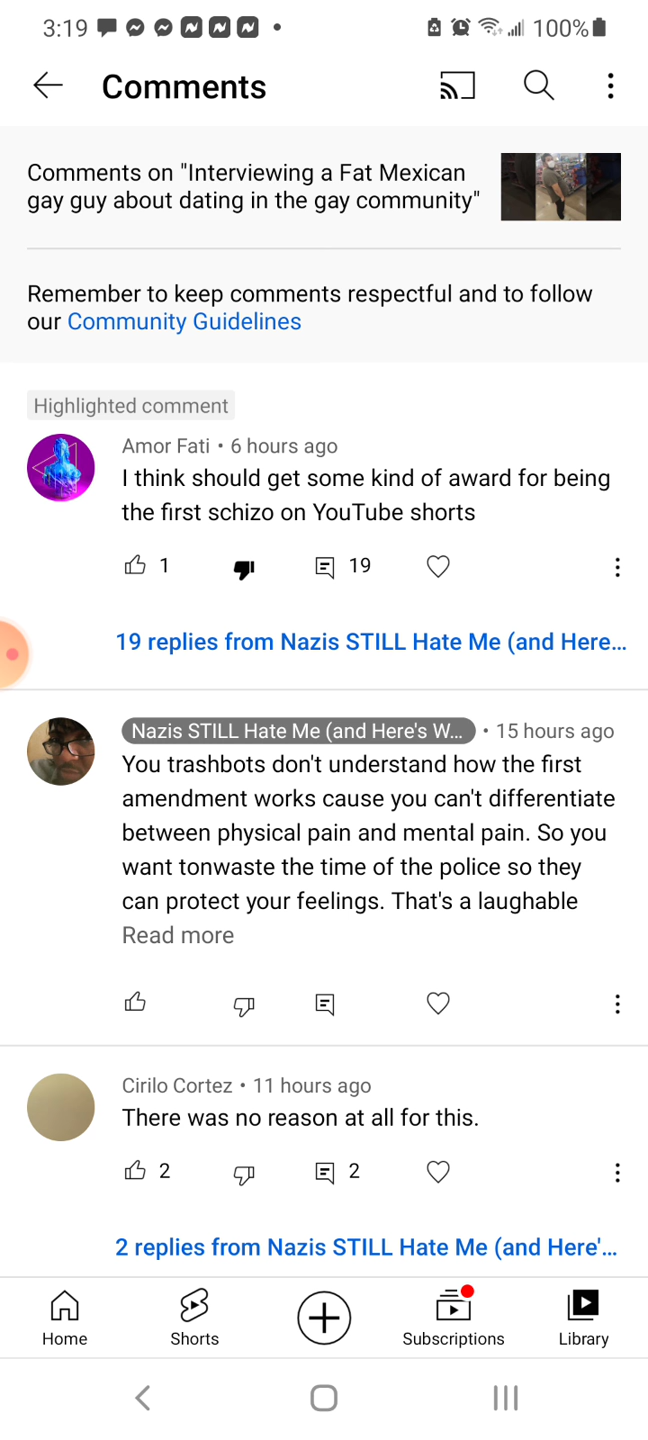 3:19 100%
Comments
Comments on "Interviewing a Fat Mexican
gay guy about dating in the gay community"
Remember to keep comments respectful and to follow
our Community Guidelines
Highlighted comment
Amor Fati • 6 hours ago
I think should get some kind of award for being
the first schizo on YouTube shorts
1 19
19 replies from Nazis STILL Hate Me (and Here...
Nazis STILL Hate Me (and Here's W... • 15 hours ago
You trashbots don't understand how the first
amendment works cause you can't differentiate
between physical pain and mental pain. So you
want tonwaste the time of the police so they
can protect your feelings. That's a laughable
Read more
Cirilo Cortez • 11 hours ago
There was no reason at all for this.
2 2
2 replies from Nazis STILL Hate Me (and Here'...
Home Shorts Subscriptions Library